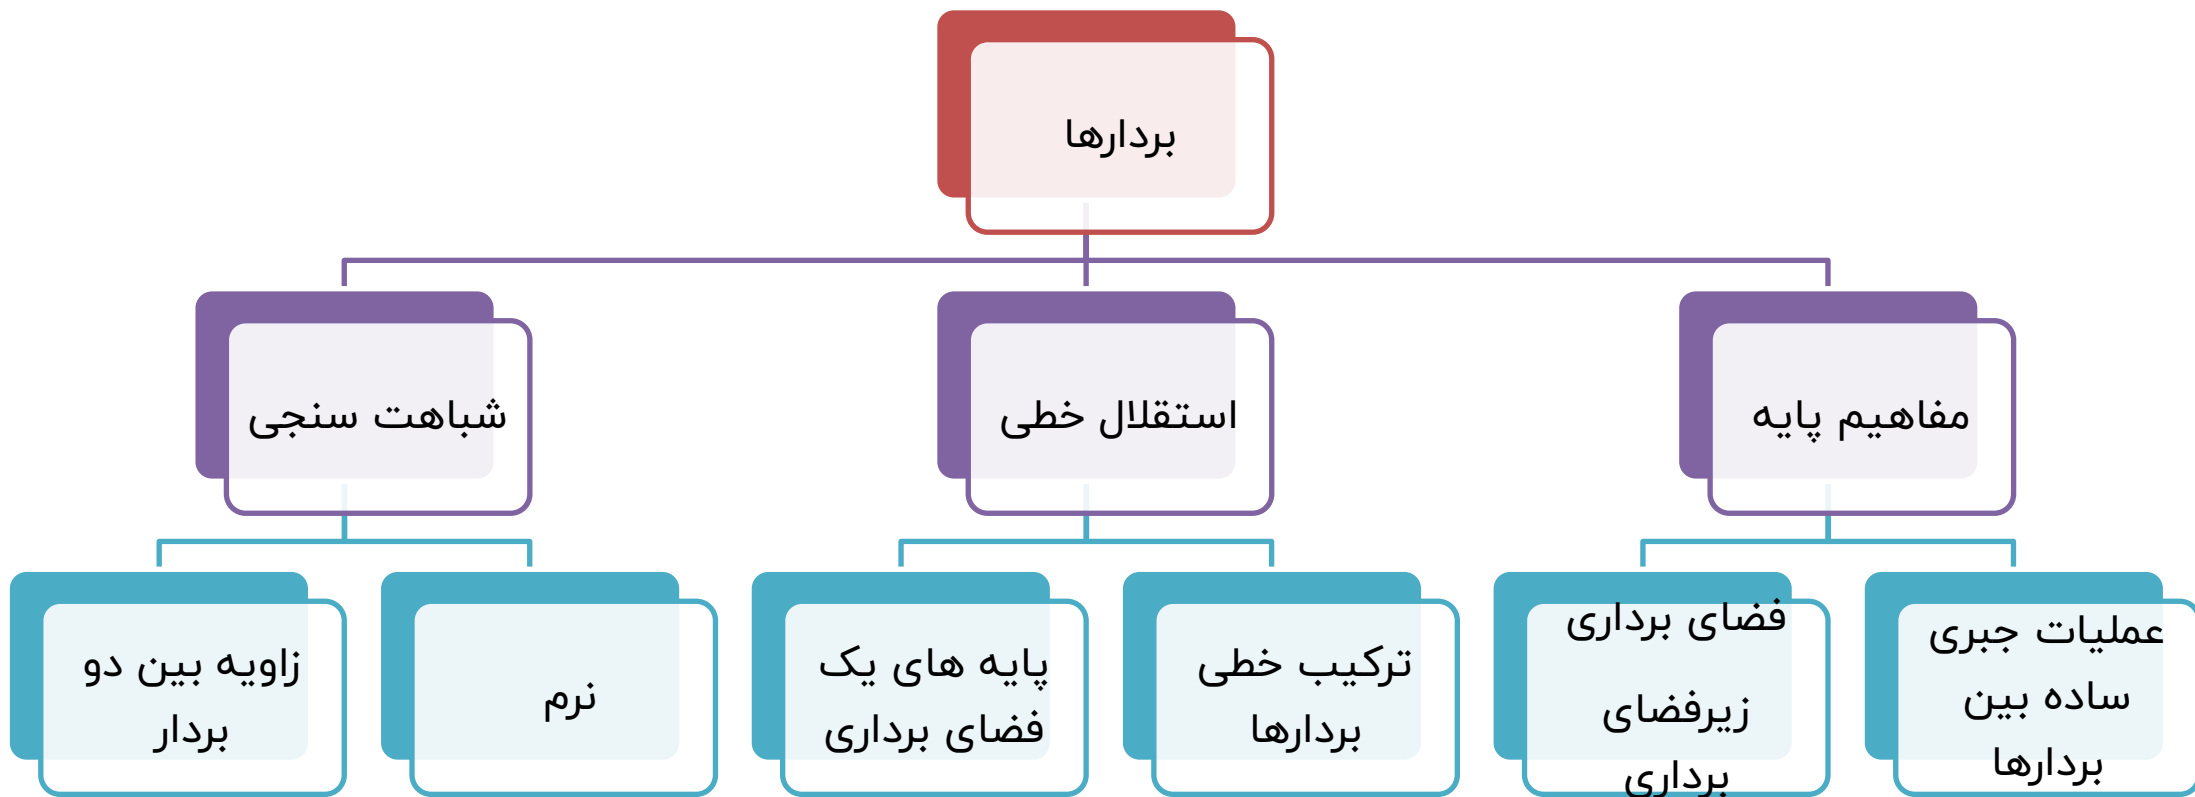 بردارها
مفاهیم پایه
استقلال خطی
شباهت سنجی
عملیات جبری
ساده بین
بردارها
فضای برداری
زیرفضای
برداری
ترکیب خطی
بردارها
پایه های یک
فضای برداری
نرم
زاویه بین دو
بردار